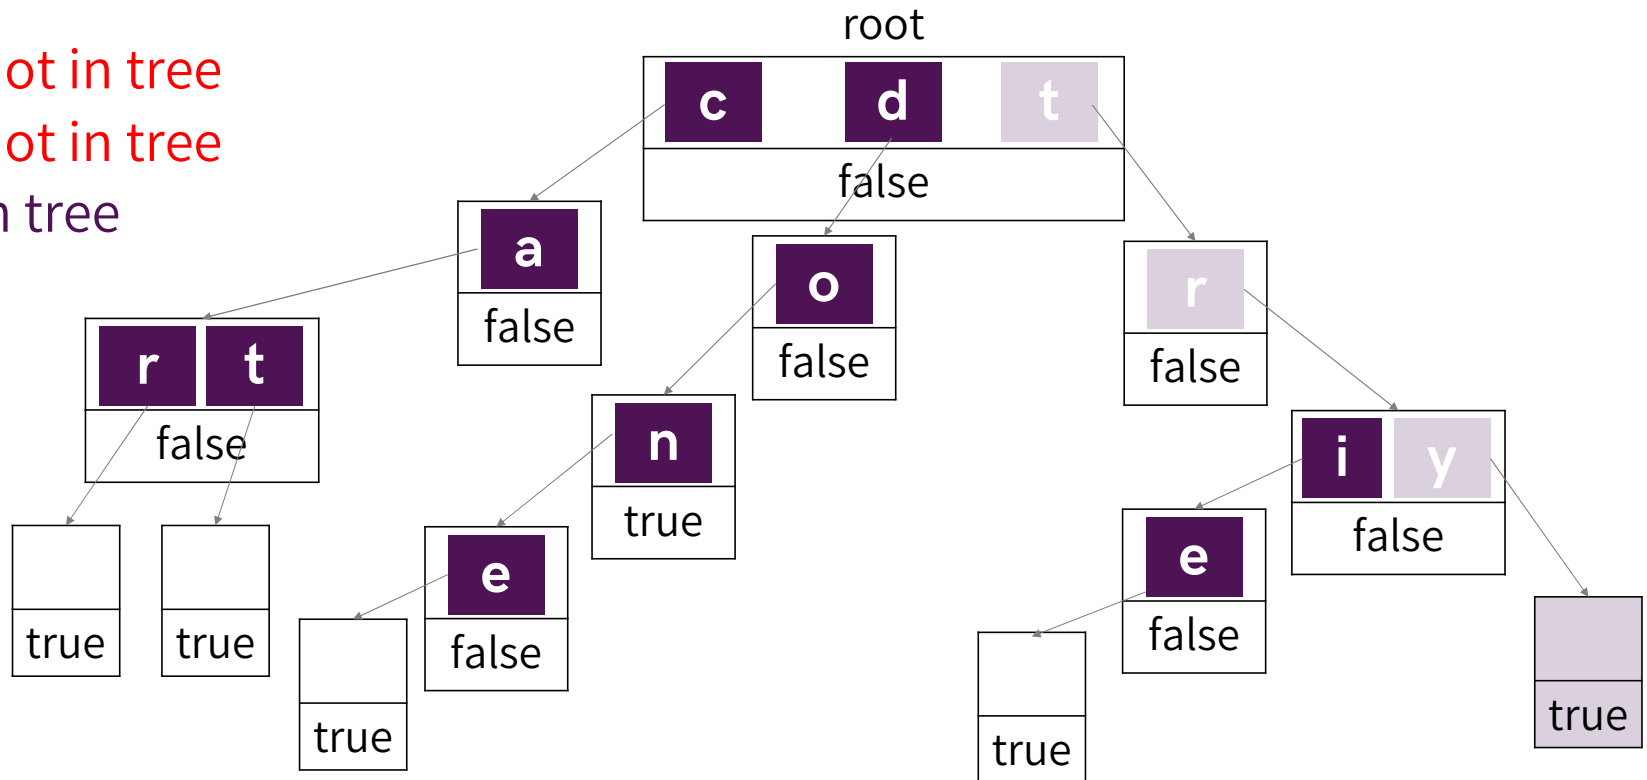 root
ot in tree
ot in tree
n tree
c d t
false
a
false
o
false
r
false
r t
false
n
true
i y
false
e
false
e
false
true
true
true
true
true